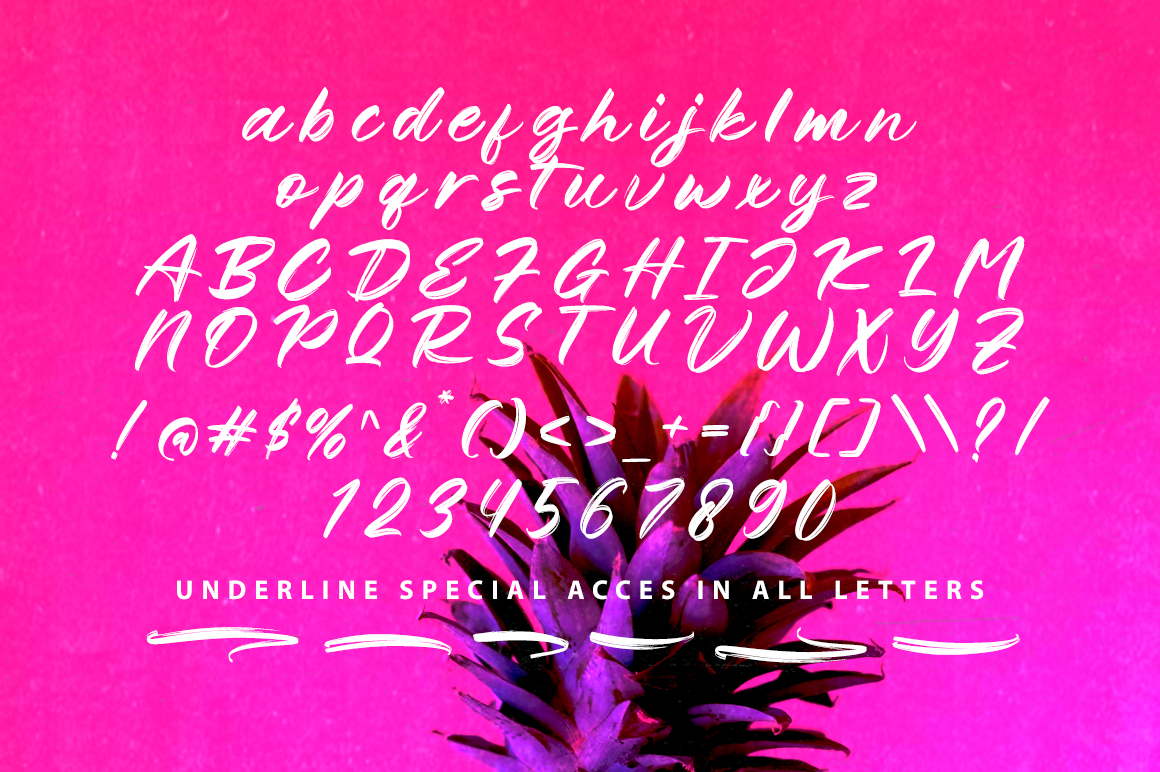 abcdefghijklmn
opqrstuvwxyz
ABCDEFGHIJKLM
NOPQRSTUVWXYZ
!@#$%^&*()<>_+={}[]\\?/
1234567890
UNDERLINE SPECIAL ACCES IN ALL LETTERS